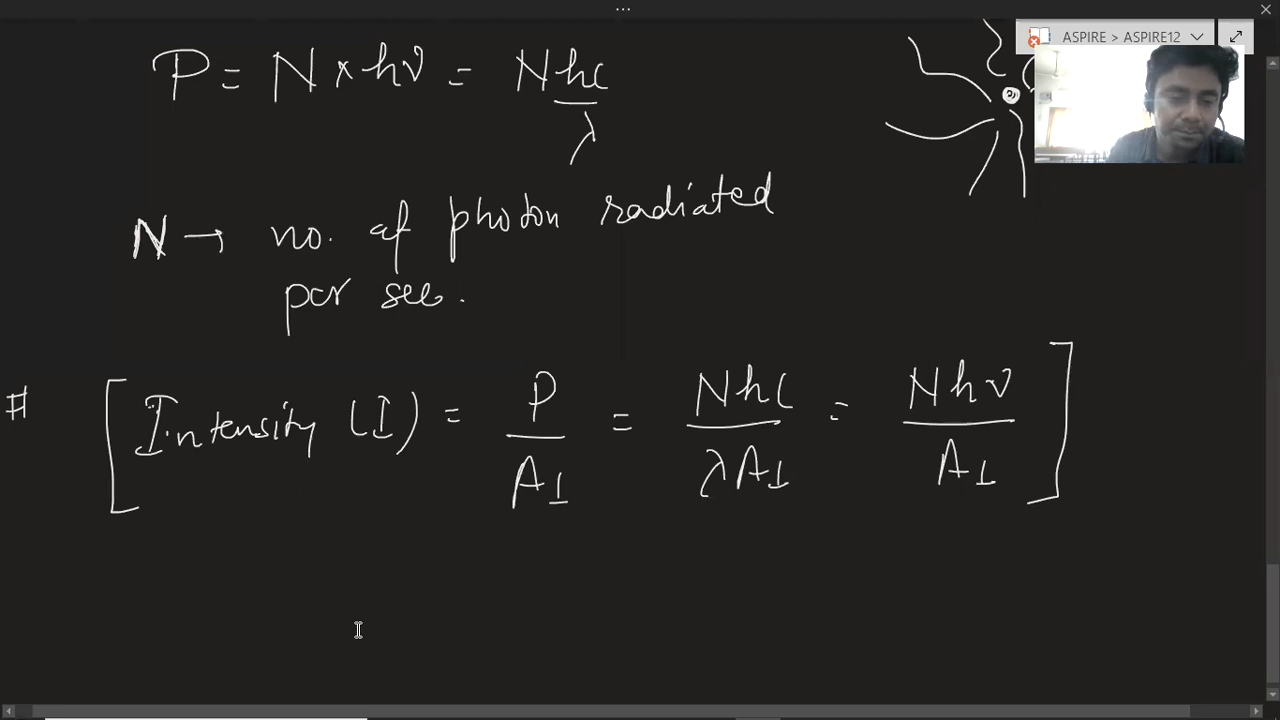 ASPIRE > ASPIRE12
P = N × hν = Nhc/λ
N → no. of photon radiated
per sec.
# [Intensity (I) = P/A⊥ = Nhc/λA⊥ = Nhν/A⊥]